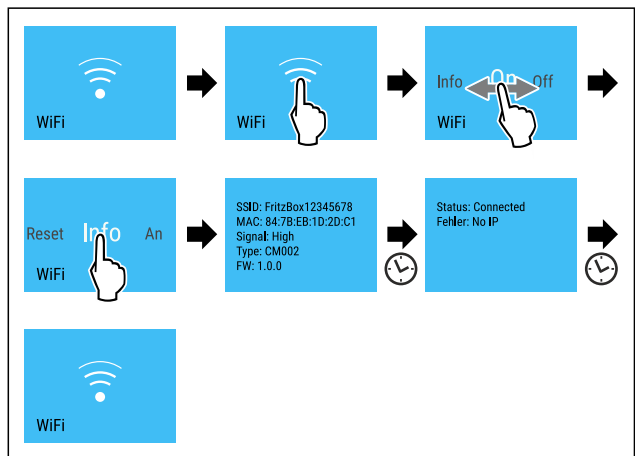 WiFi
WiFi
Info On Off
WiFi
Reset Info An
WiFi
SSID: FritzBox12345678
MAC: 84:7B:EB:1D:2D:C1
Signal: High
Type: CM002
FW: 1.0.0
Status: Connected
Fehler: No IP
WiFi